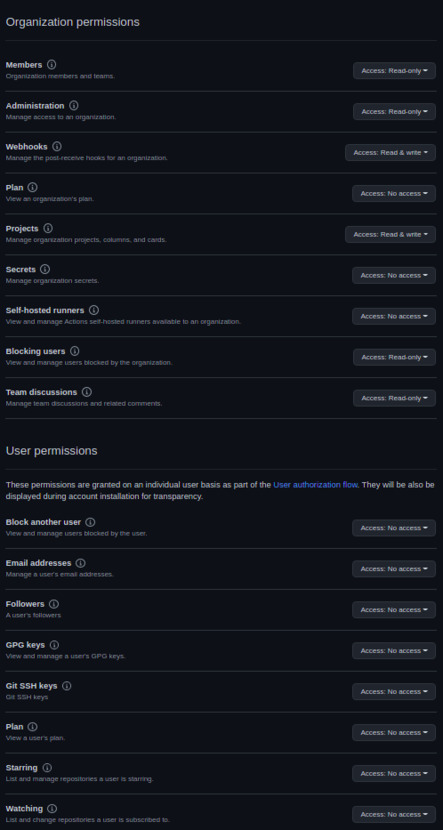 Organization permissions
Members
Access: Read-only
Organization members and teams.
Administration
Access: Read-only
Manage access to an organization.
Webhooks
Access: Read & write
Manage the post-receive hooks for an organization.
Plan
Access: No access
View an organization's plan.
Projects
Access: Read & write
Manage organization projects, columns, and cards.
Secrets
Access: No access
Manage organization secrets.
Self-hosted runners
Access: No access
View and manage Actions self-hosted runners available to an organization.
Blocking users
Access: Read-only
View and manage users blocked by the organization.
Team discussions
Access: Read-only
Manage team discussions and related comments.
User permissions
These permissions are granted on an individual user basis as part of the User authorization flow. They will be also be
displayed during account installation for transparency.
Block another user
Access: No access
View and manage users blocked by the user.
Email addresses
Access: No access
Manage a user's email addresses.
Followers
Access: No access
A user's followers
GPG keys
Access: No access
View and manage a user's GPG keys.
Git SSH keys
Access: No access
Git SSH keys
Plan
Access: No access
View a user's plan.
Starring
Access: No access
List and manage repositories a user is starring.
Watching
Access: No access
List and change repositories a user is subscribed to.